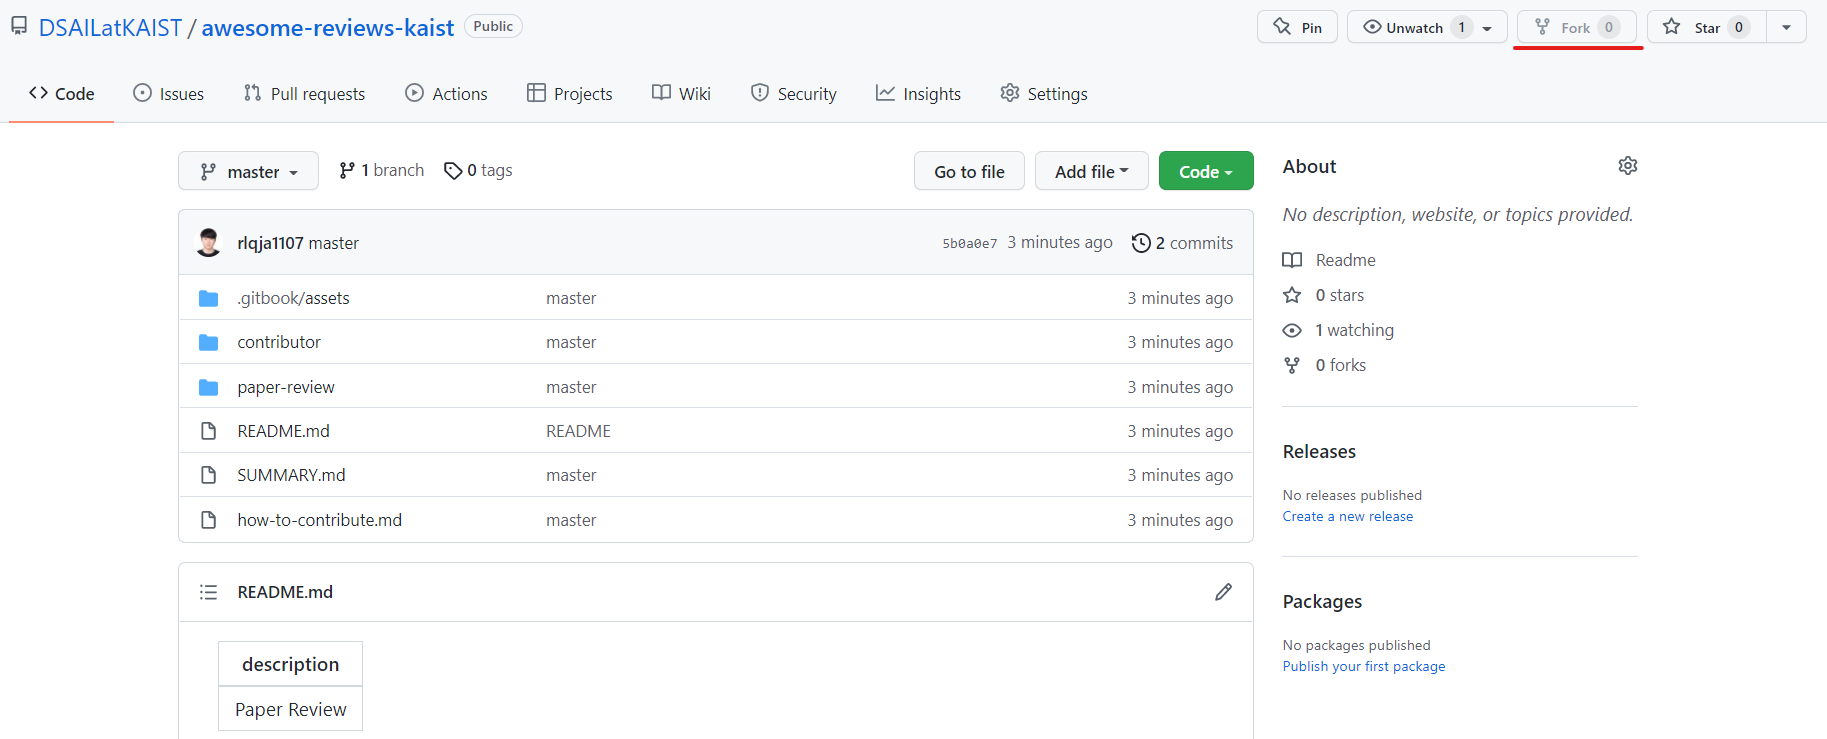 DSAILatKAIST / awesome-reviews-kaist Public
Pin Unwatch 1 Fork 0 Star 0
Code Issues Pull requests Actions Projects Wiki Security Insights Settings
master 1 branch 0 tags Go to file Add file Code
rlqja1107 master 5b0a0e7 3 minutes ago 2 commits
.gitbook/assets master 3 minutes ago
contributor master 3 minutes ago
paper-review master 3 minutes ago
README.md README 3 minutes ago
SUMMARY.md master 3 minutes ago
how-to-contribute.md master 3 minutes ago
README.md
description
Paper Review
About
No description, website, or topics provided.
Readme
0 stars
1 watching
0 forks
Releases
No releases published
Create a new release
Packages
No packages published
Publish your first package